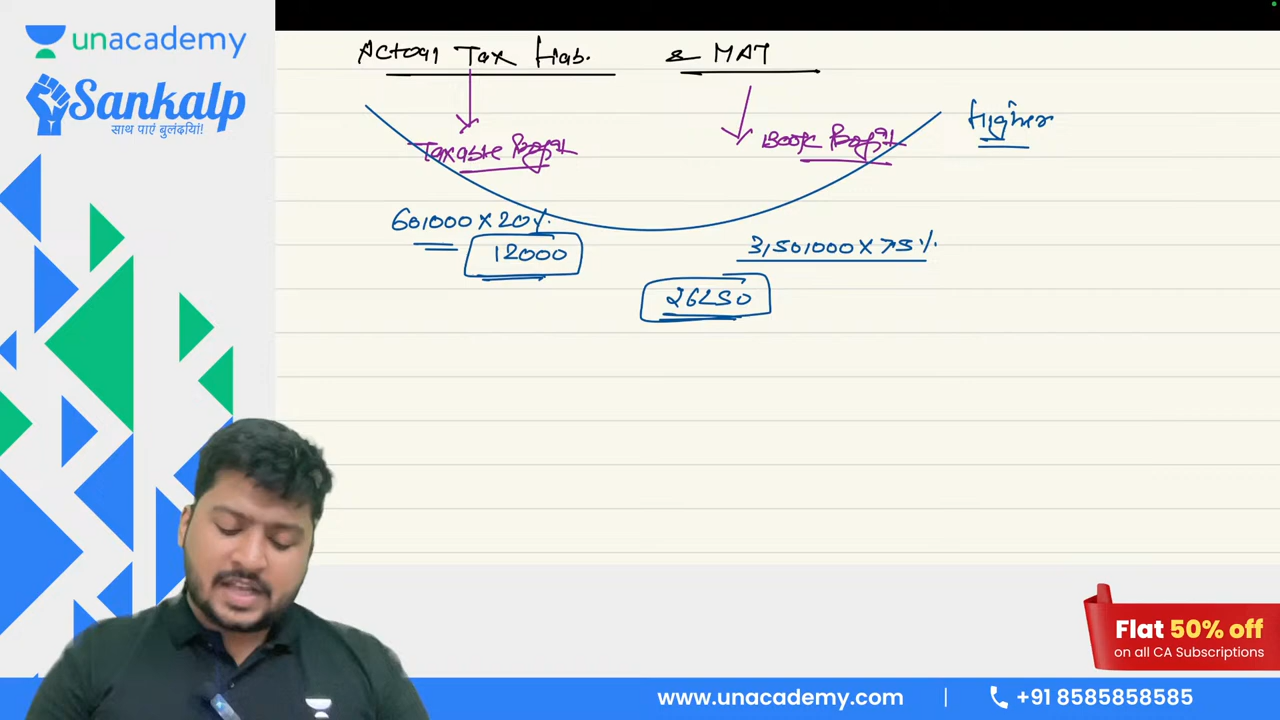 unacademy
Sankalp
साथ पाएं बुलंदियां!
Actual Tax Liab. & MAT
Higher
Taxable Profit Book Profit
60,000 X 20%
12000
3,50,000 X 7.5%
26250
Flat 50% off
on all CA Subscriptions
www.unacademy.com | +91 8585858585